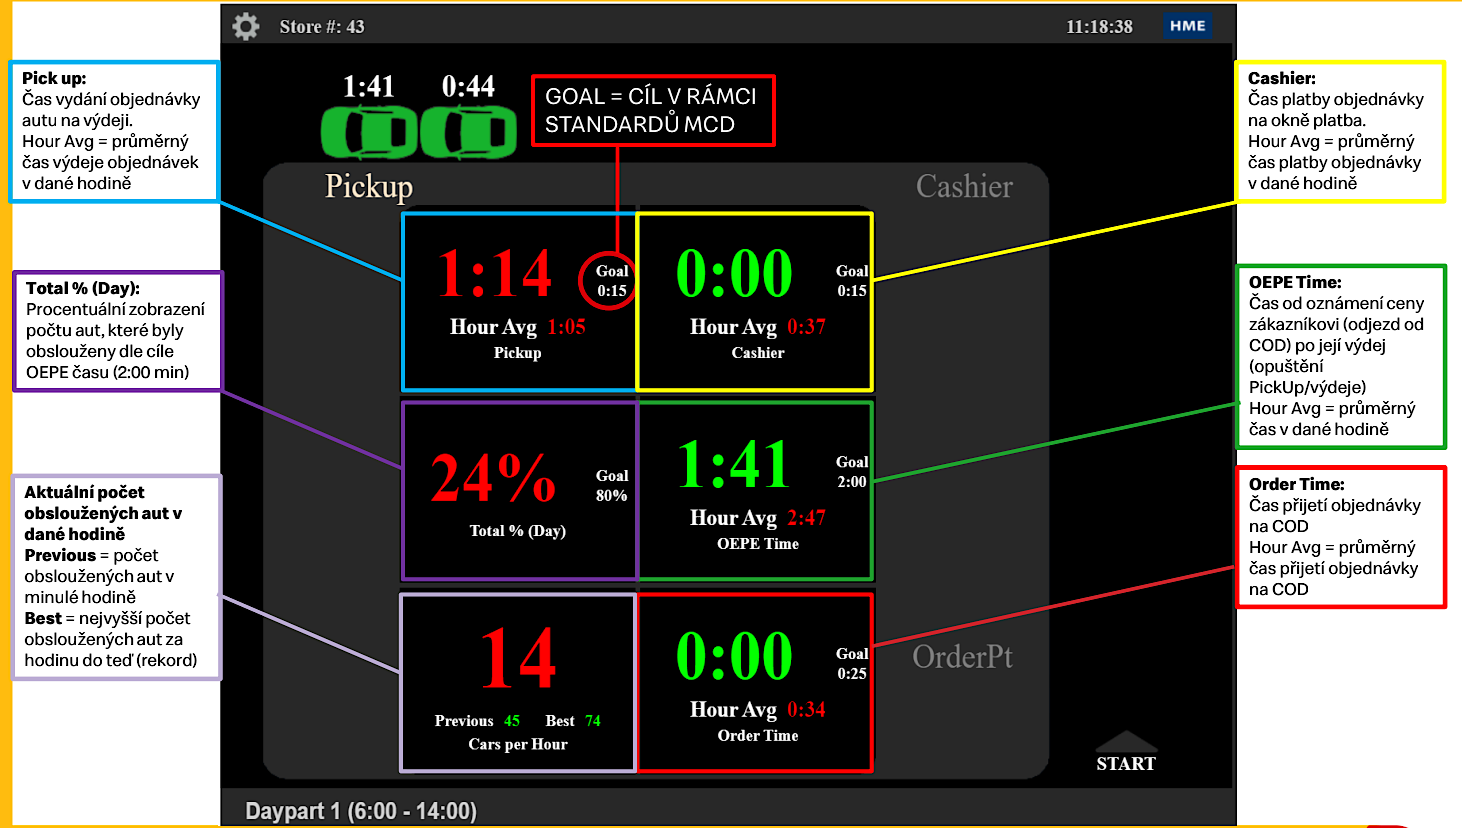 Store #: 43
11:18:38
HME
Pick up:
Čas vydání objednávky
autu na výdeji.
Hour Avg = průměrný
čas výdeje objednávek
v dané hodině
1:41
0:44
GOAL = CÍL V RÁMCI
STANDARDŮ MCD
Cashier:
Čas platby objednávky
na okně platba.
Hour Avg = průměrný
čas platby objednávky
v dané hodině
Pickup
Cashier
1:14
Goal
0:15
Hour Avg 1:05
Pickup
0:00
Goal
0:15
Hour Avg 0:37
Cashier
Total % (Day):
Procentuální zobrazení
počtu aut, které byly
obslouženy dle cíle
OEPE času (2:00 min)
OEPE Time:
Čas od oznámení ceny
zákazníkovi (odjezd od
COD) po její výdej
(opuštění
PickUp/výdeje)
Hour Avg = průměrný
čas v dané hodině
24%
Goal
80%
Total % (Day)
1:41
Goal
2:00
Hour Avg 2:47
OEPE Time
Aktuální počet
obsloužených aut v
dané hodině
Previous = počet
obsloužených aut v
minulé hodině
Best = nejvyšší počet
obsloužených aut za
hodinu do teď (rekord)
Order Time:
Čas přijetí objednávky
na COD
Hour Avg = průměrný
čas přijetí objednávky
na COD
14
Previous 45 Best 74
Cars per Hour
0:00
Goal
0:25
Hour Avg 0:34
Order Time
OrderPt
START
Daypart 1 (6:00 - 14:00)